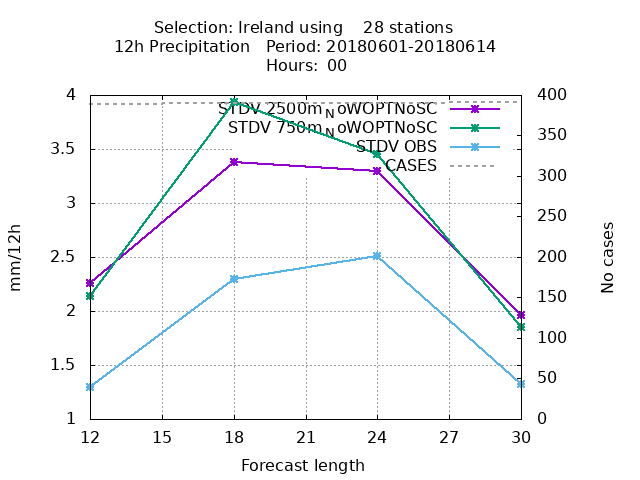 Selection: Ireland using    28 stations
12h Precipitation   Period: 20180601-20180614
Hours: 00
4
3.5
3
2.5
2
1.5
1
mm/12h
STDV 2500m_NoWOPTNoSC
STDV 750m_NoWOPTNoSC
STDV OBS
CASES
400
350
300
250
200
150
100
50
0
No cases
12 15 18 21 24 27 30
Forecast length